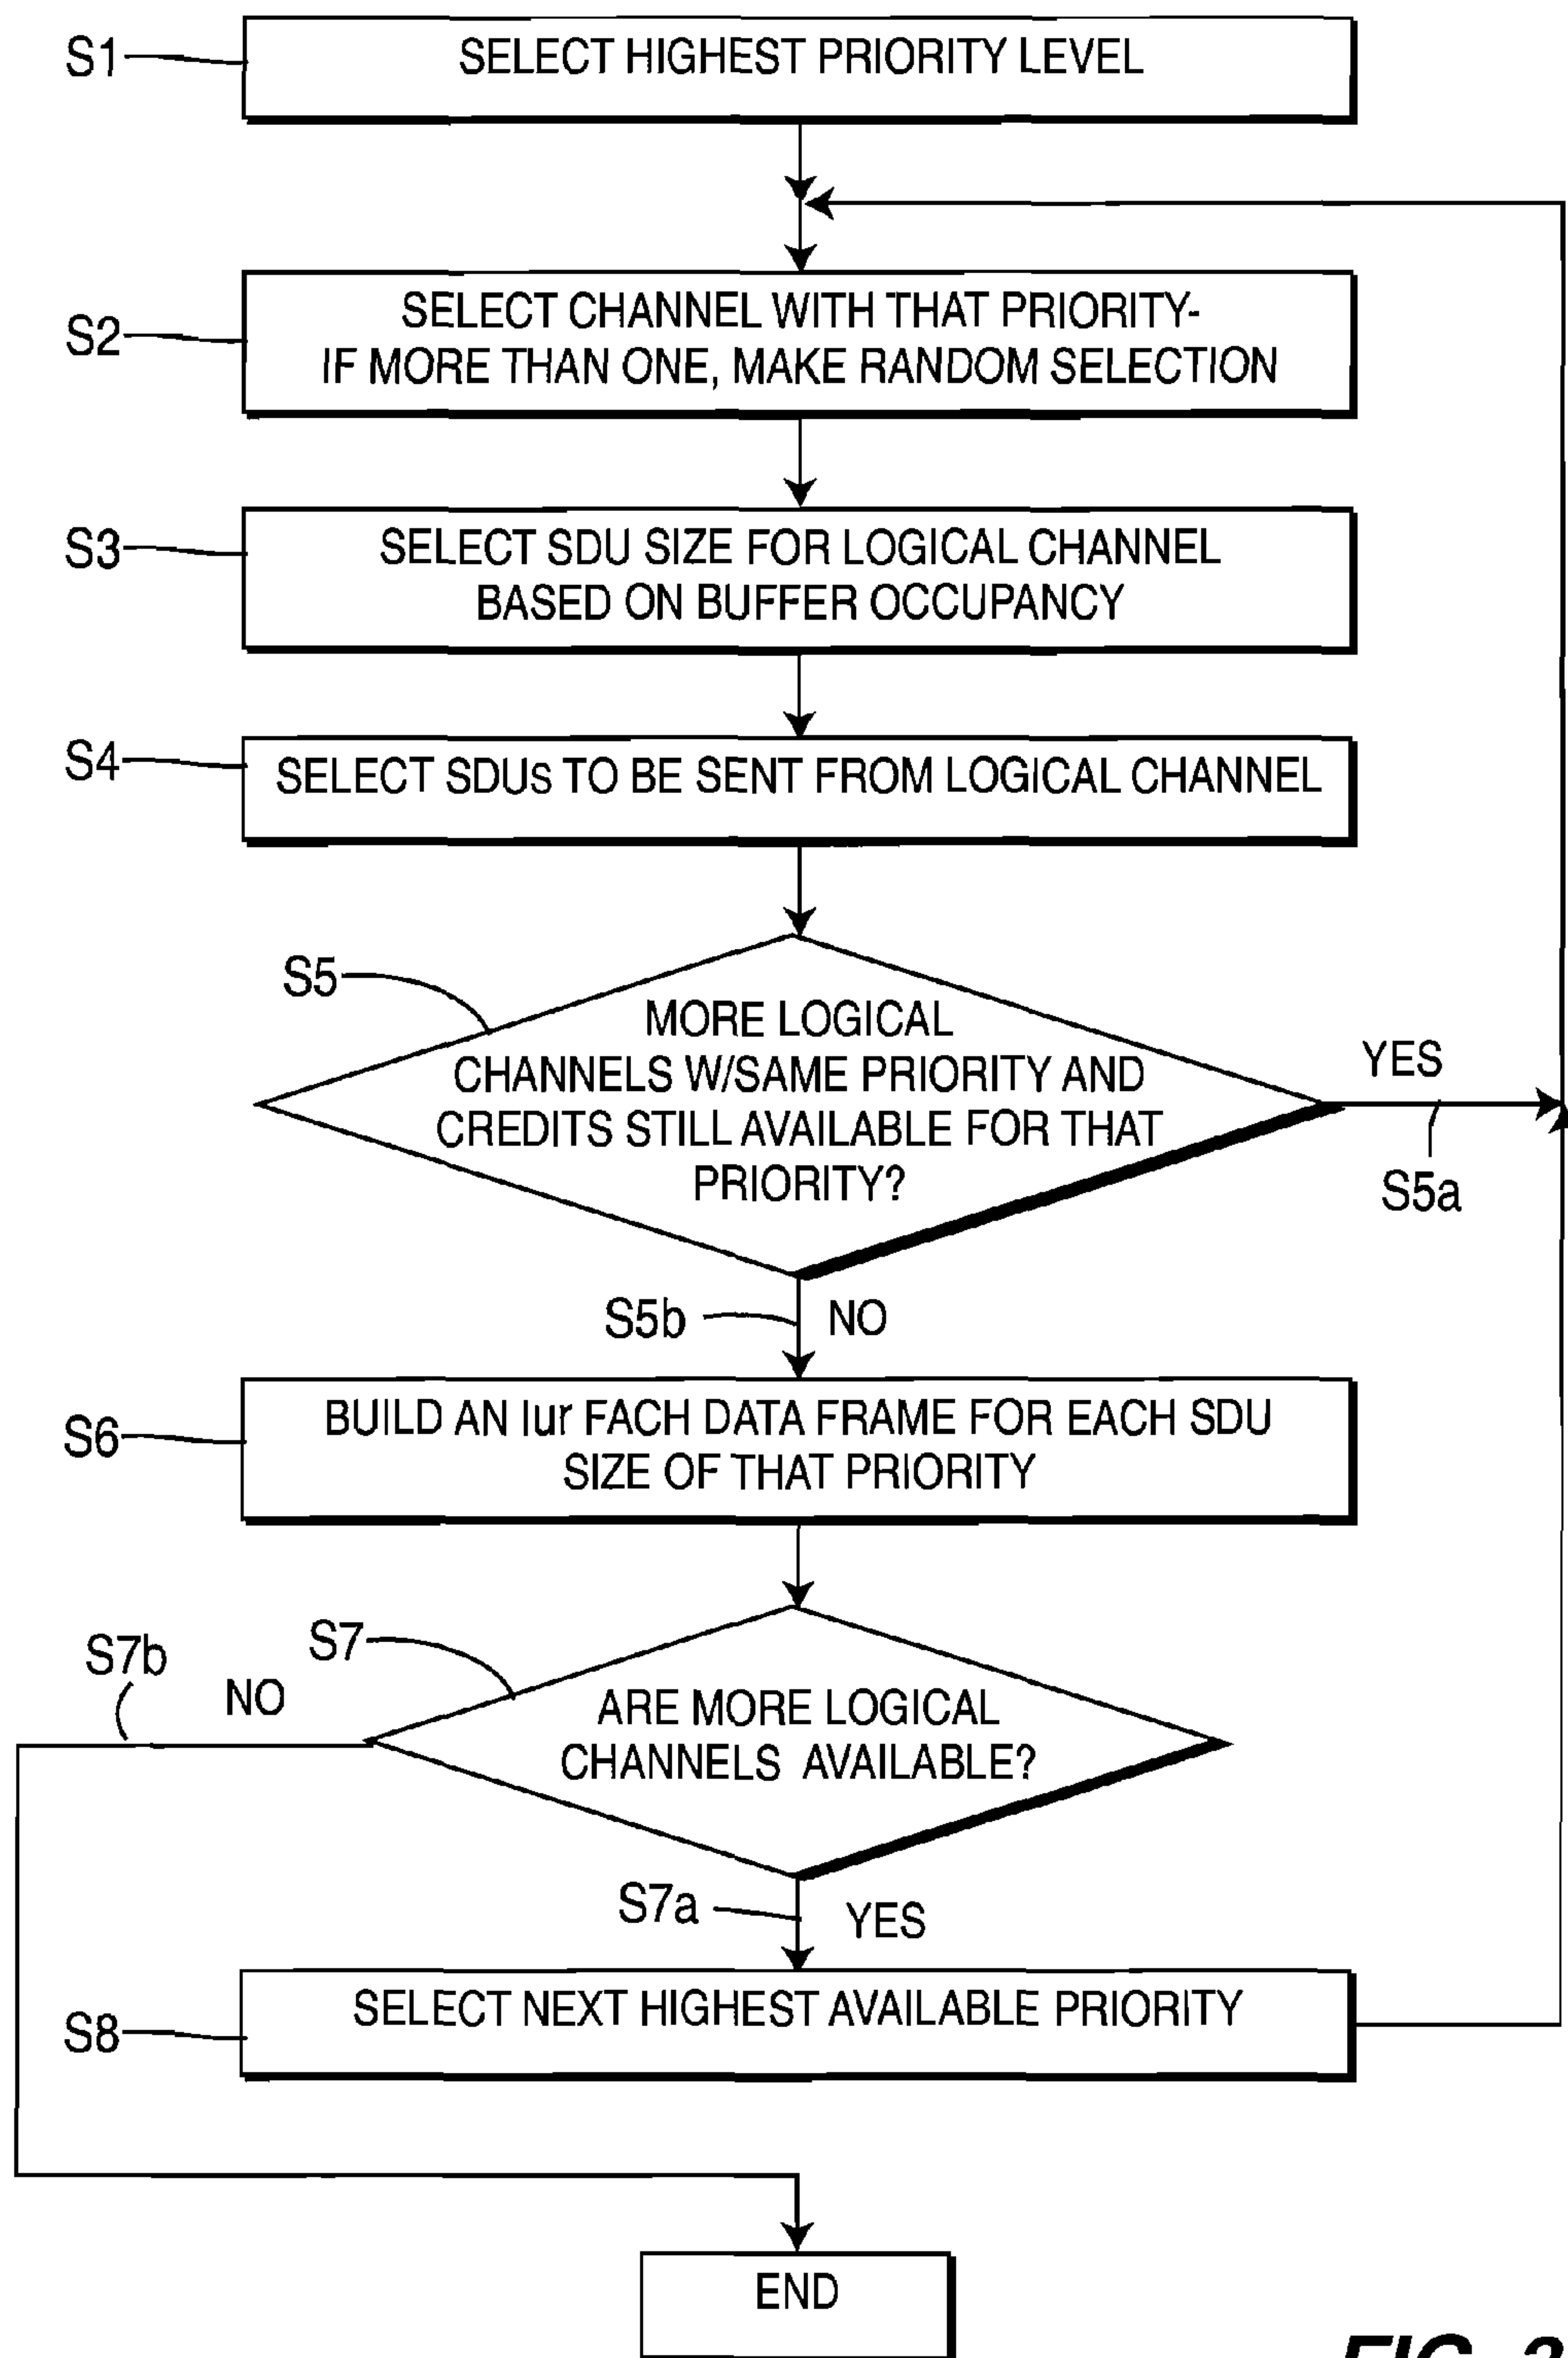 S1
SELECT HIGHEST PRIORITY LEVEL
S2
SELECT CHANNEL WITH THAT PRIORITY-
IF MORE THAN ONE, MAKE RANDOM SELECTION
S3
SELECT SDU SIZE FOR LOGICAL CHANNEL
BASED ON BUFFER OCCUPANCY
S4
SELECT SDUs TO BE SENT FROM LOGICAL CHANNEL
S5
MORE LOGICAL
CHANNELS W/SAME PRIORITY AND
CREDITS STILL AVAILABLE FOR THAT
PRIORITY?
YES
S5a
S5b
NO
S6
BUILD AN Iur FACH DATA FRAME FOR EACH SDU
SIZE OF THAT PRIORITY
S7b
NO
S7
ARE MORE LOGICAL
CHANNELS AVAILABLE?
S7a
YES
S8
SELECT NEXT HIGHEST AVAILABLE PRIORITY
END
FIG.